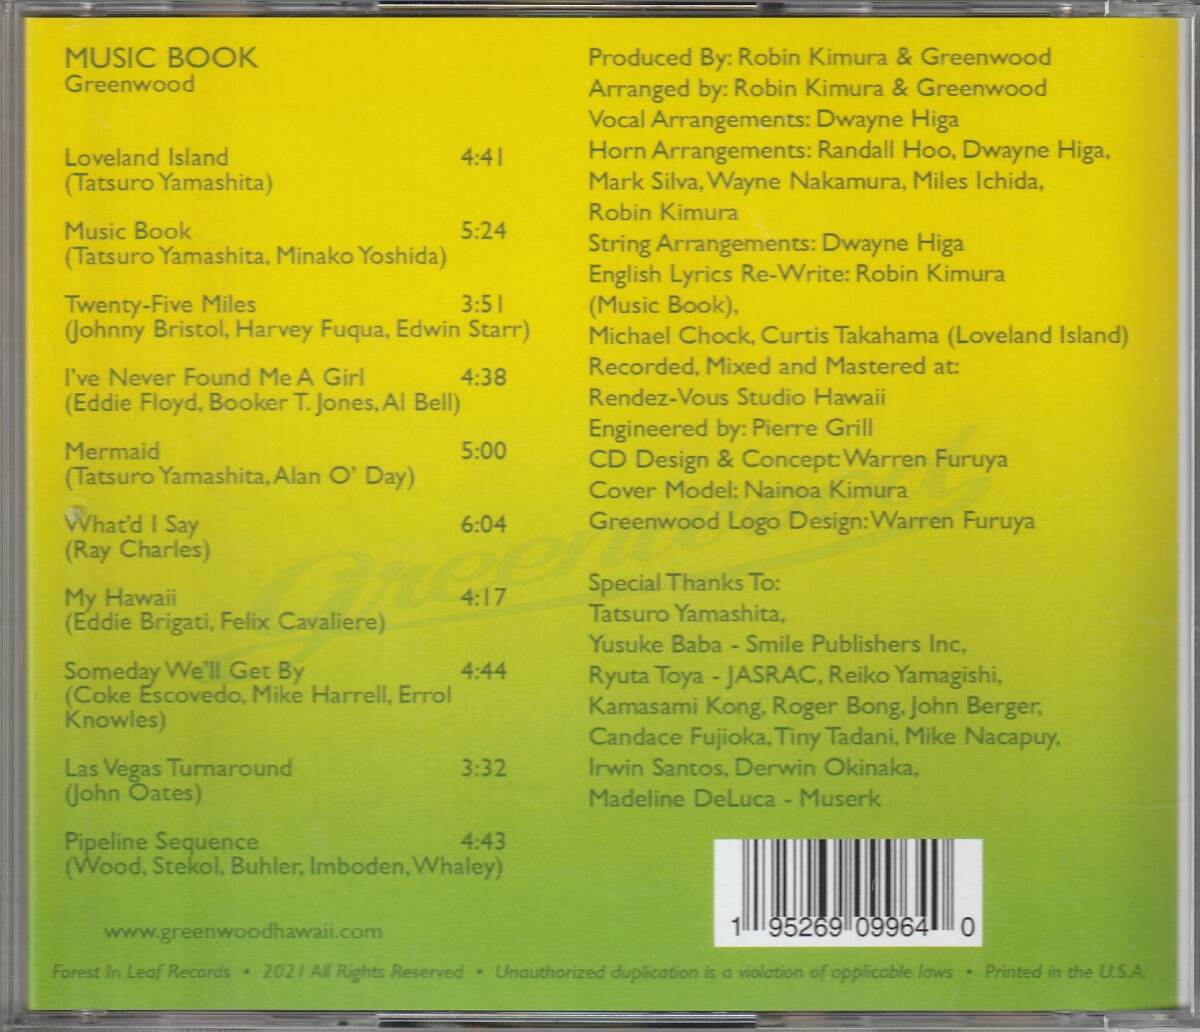 MUSIC BOOK
Greenwood
Loveland Island 4:41
(Tatsuro Yamashita)
Music Book 5:24
(Tatsuro Yamashita, Minako Yoshida)
Twenty-Five Miles 3:51
(Johnny Bristol, Harvey Fuqua, Edwin Starr)
I've Never Found Me A Girl 4:38
(Eddie Floyd, Booker T. Jones, Al Bell)
Mermaid 5:00
(Tatsuro Yamashita, Alan O' Day)
What'd I Say 6:04
(Ray Charles)
My Hawaii 4:17
(Eddie Brigati, Felix Cavaliere)
Someday We'll Get By 4:44
(Coke Escovedo, Mike Harrell, Errol
Knowles)
Las Vegas Turnaround 3:32
(John Oates)
Pipeline Sequence 4:43
(Wood, Stekol, Buhler, Imboden, Whaley)
www.greenwoodhawaii.com
Produced By: Robin Kimura & Greenwood
Arranged by: Robin Kimura & Greenwood
Vocal Arrangements: Dwayne Higa
Horn Arrangements: Randall Hoo, Dwayne Higa,
Mark Silva, Wayne Nakamura, Miles Ichida,
Robin Kimura
String Arrangements: Dwayne Higa
English Lyrics Re-Write: Robin Kimura
(Music Book),
Michael Chock, Curtis Takahama (Loveland Island)
Recorded, Mixed and Mastered at:
Rendez-Vous Studio Hawaii
Engineered by: Pierre Grill
CD Design & Concept: Warren Furuya
Cover Model: Nainoa Kimura
Greenwood Logo Design: Warren Furuya
Special Thanks To:
Tatsuro Yamashita,
Yusuke Baba - Smile Publishers Inc,
Ryuta Toya - JASRAC, Reiko Yamagishi,
Kamasami Kong, Roger Bong, John Berger,
Candace Fujioka, Tiny Tadani, Mike Nacapuy,
Irwin Santos, Derwin Okinaka,
Madeline DeLuca - Muserk
Greenwood
1 95269 09964 0
Forest In Leaf Records • 2021 All Rights Reserved • Unauthorized duplication is a violation of applicable laws • Printed in the U.S.A.